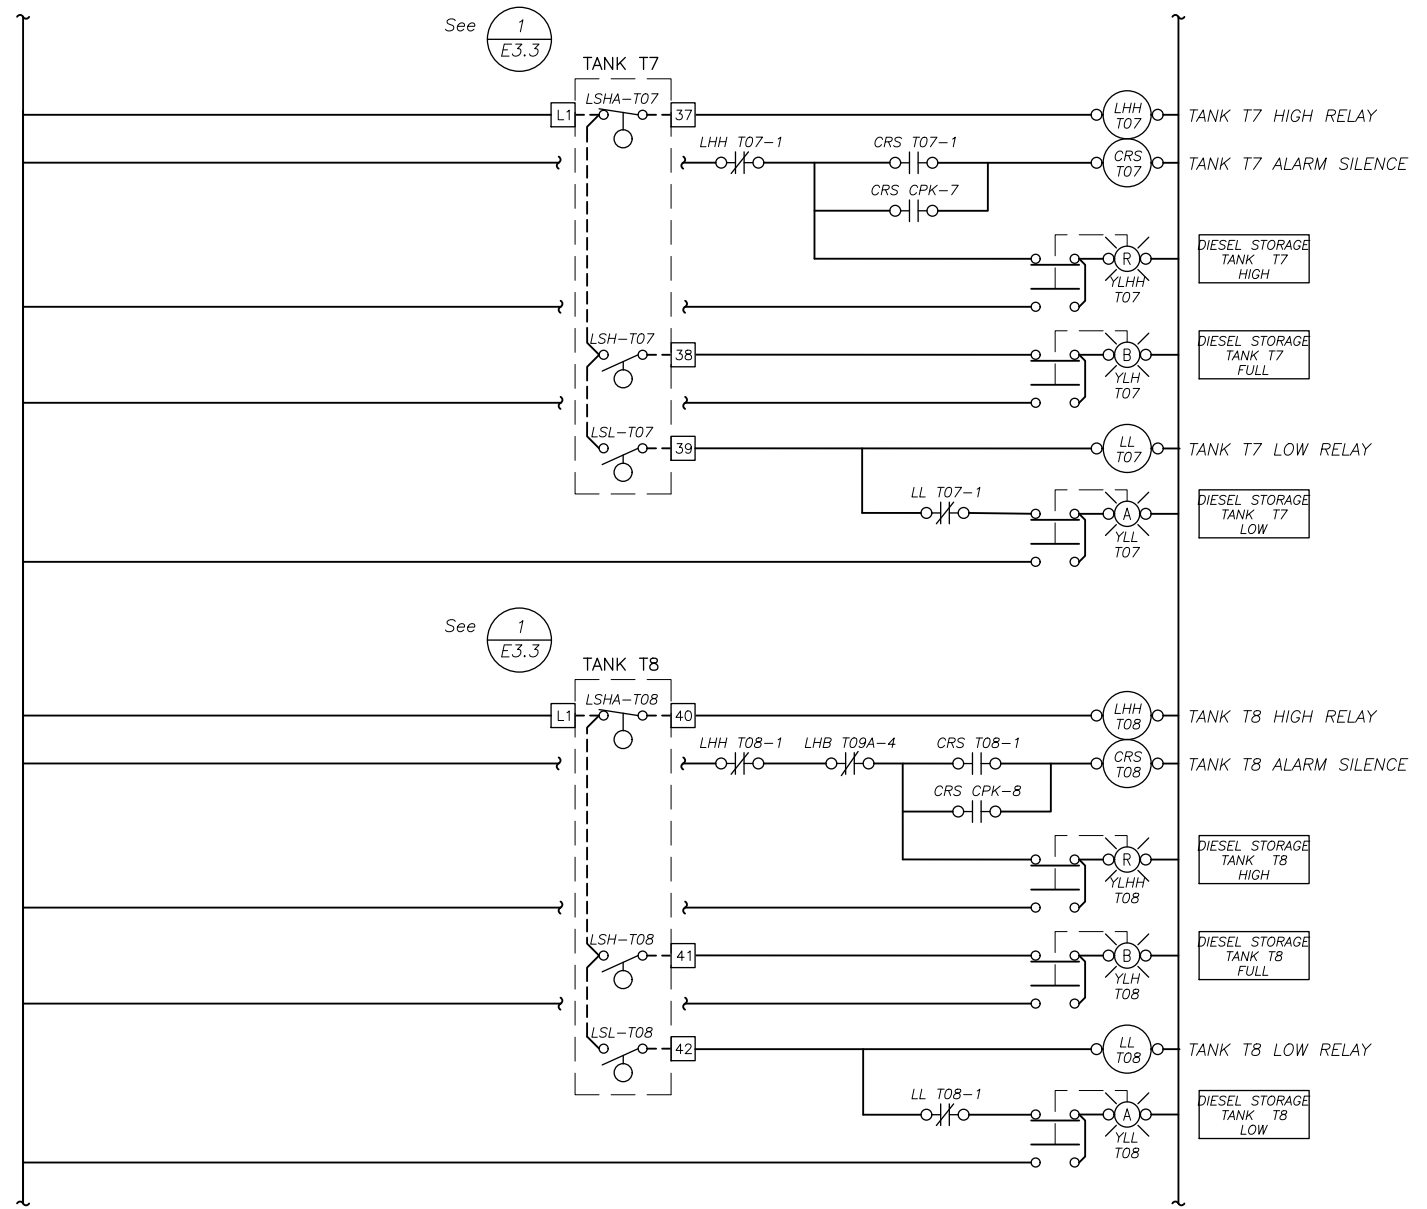 See
1
E3.3
TANK T7
LSHA-T07
L1
37
LHH
T07
TANK T7 HIGH RELAY
LHH T07-1
CRS T07-1
CRS
T07
TANK T7 ALARM SILENCE
CRS CPK-7
R
YLHH
T07
DIESEL STORAGE
TANK T7
HIGH
LSH-T07
38
B
YLH
T07
DIESEL STORAGE
TANK T7
FULL
LSL-T07
39
LL
T07
TANK T7 LOW RELAY
LL T07-1
A
YLL
T07
DIESEL STORAGE
TANK T7
LOW
See
1
E3.3
TANK T8
LSHA-T08
L1
40
LHH
T08
TANK T8 HIGH RELAY
LHH T08-1
LHB T09A-4
CRS T08-1
CRS
T08
TANK T8 ALARM SILENCE
CRS CPK-8
R
YLHH
T08
DIESEL STORAGE
TANK T8
HIGH
LSH-T08
41
B
YLH
T08
DIESEL STORAGE
TANK T8
FULL
LSL-T08
42
LL
T08
TANK T8 LOW RELAY
LL T08-1
A
YLL
T08
DIESEL STORAGE
TANK T8
LOW